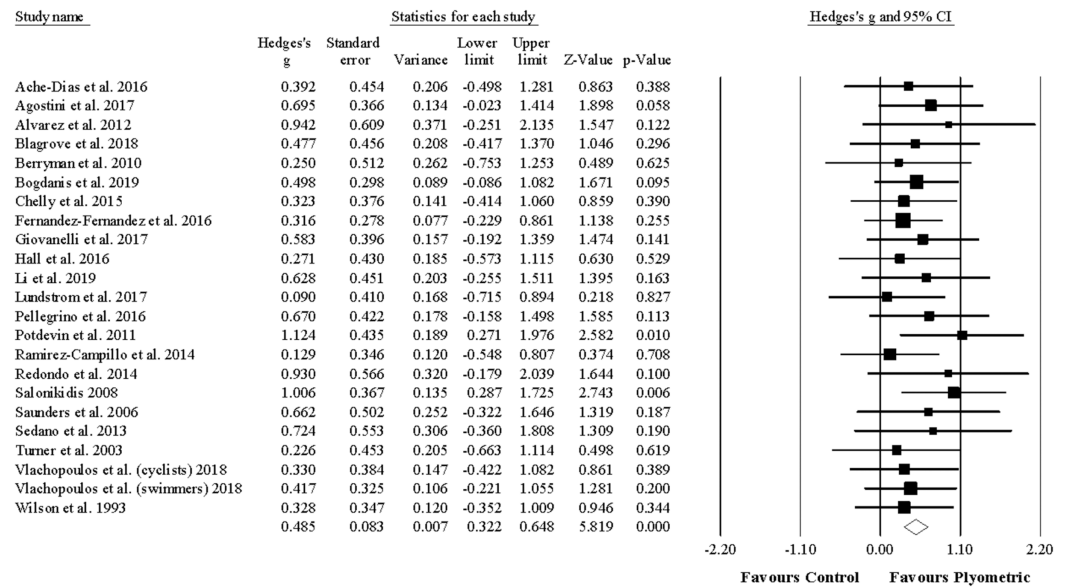 Study name Statistics for each study Hedges's g and 95% CI
Hedges's Standard Lower Upper
g error Variance limit limit Z-Value p-Value
Ache-Dias et al. 2016 0.392 0.454 0.206 -0.498 1.281 0.863 0.388
Agostini et al. 2017 0.695 0.366 0.134 -0.023 1.414 1.898 0.058
Alvarez et al. 2012 0.942 0.609 0.371 -0.251 2.135 1.547 0.122
Blagrove et al. 2018 0.477 0.456 0.208 -0.417 1.370 1.046 0.296
Berryman et al. 2010 0.250 0.512 0.262 -0.753 1.253 0.489 0.625
Bogdanis et al. 2019 0.498 0.298 0.089 -0.086 1.082 1.671 0.095
Chelly et al. 2015 0.323 0.376 0.141 -0.414 1.060 0.859 0.390
Fernandez-Fernandez et al. 2016 0.316 0.278 0.077 -0.229 0.861 1.138 0.255
Giovanelli et al. 2017 0.583 0.396 0.157 -0.192 1.359 1.474 0.141
Hall et al. 2016 0.271 0.430 0.185 -0.573 1.115 0.630 0.529
Li et al. 2019 0.628 0.451 0.203 -0.255 1.511 1.395 0.163
Lundstrom et al. 2017 0.090 0.410 0.168 -0.715 0.894 0.218 0.827
Pellegrino et al. 2016 0.670 0.422 0.178 -0.158 1.498 1.585 0.113
Potdevin et al. 2011 1.124 0.435 0.189 0.271 1.976 2.582 0.010
Ramirez-Campillo et al. 2014 0.129 0.346 0.120 -0.548 0.807 0.374 0.708
Redondo et al. 2014 0.930 0.566 0.320 -0.179 2.039 1.644 0.100
Salonikidis 2008 1.006 0.367 0.135 0.287 1.725 2.743 0.006
Saunders et al. 2006 0.662 0.502 0.252 -0.322 1.646 1.319 0.187
Sedano et al. 2013 0.724 0.553 0.306 -0.360 1.808 1.309 0.190
Turner et al. 2003 0.226 0.453 0.205 -0.663 1.114 0.498 0.619
Vlachopoulos et al. (cyclists) 2018 0.330 0.384 0.147 -0.422 1.082 0.861 0.389
Vlachopoulos et al. (swimmers) 2018 0.417 0.325 0.106 -0.221 1.055 1.281 0.200
Wilson et al. 1993 0.328 0.347 0.120 -0.352 1.009 0.946 0.344
0.485 0.083 0.007 0.322 0.648 5.819 0.000
-2.20 -1.10 0.00 1.10 2.20
Favours Control Favours Plyometric